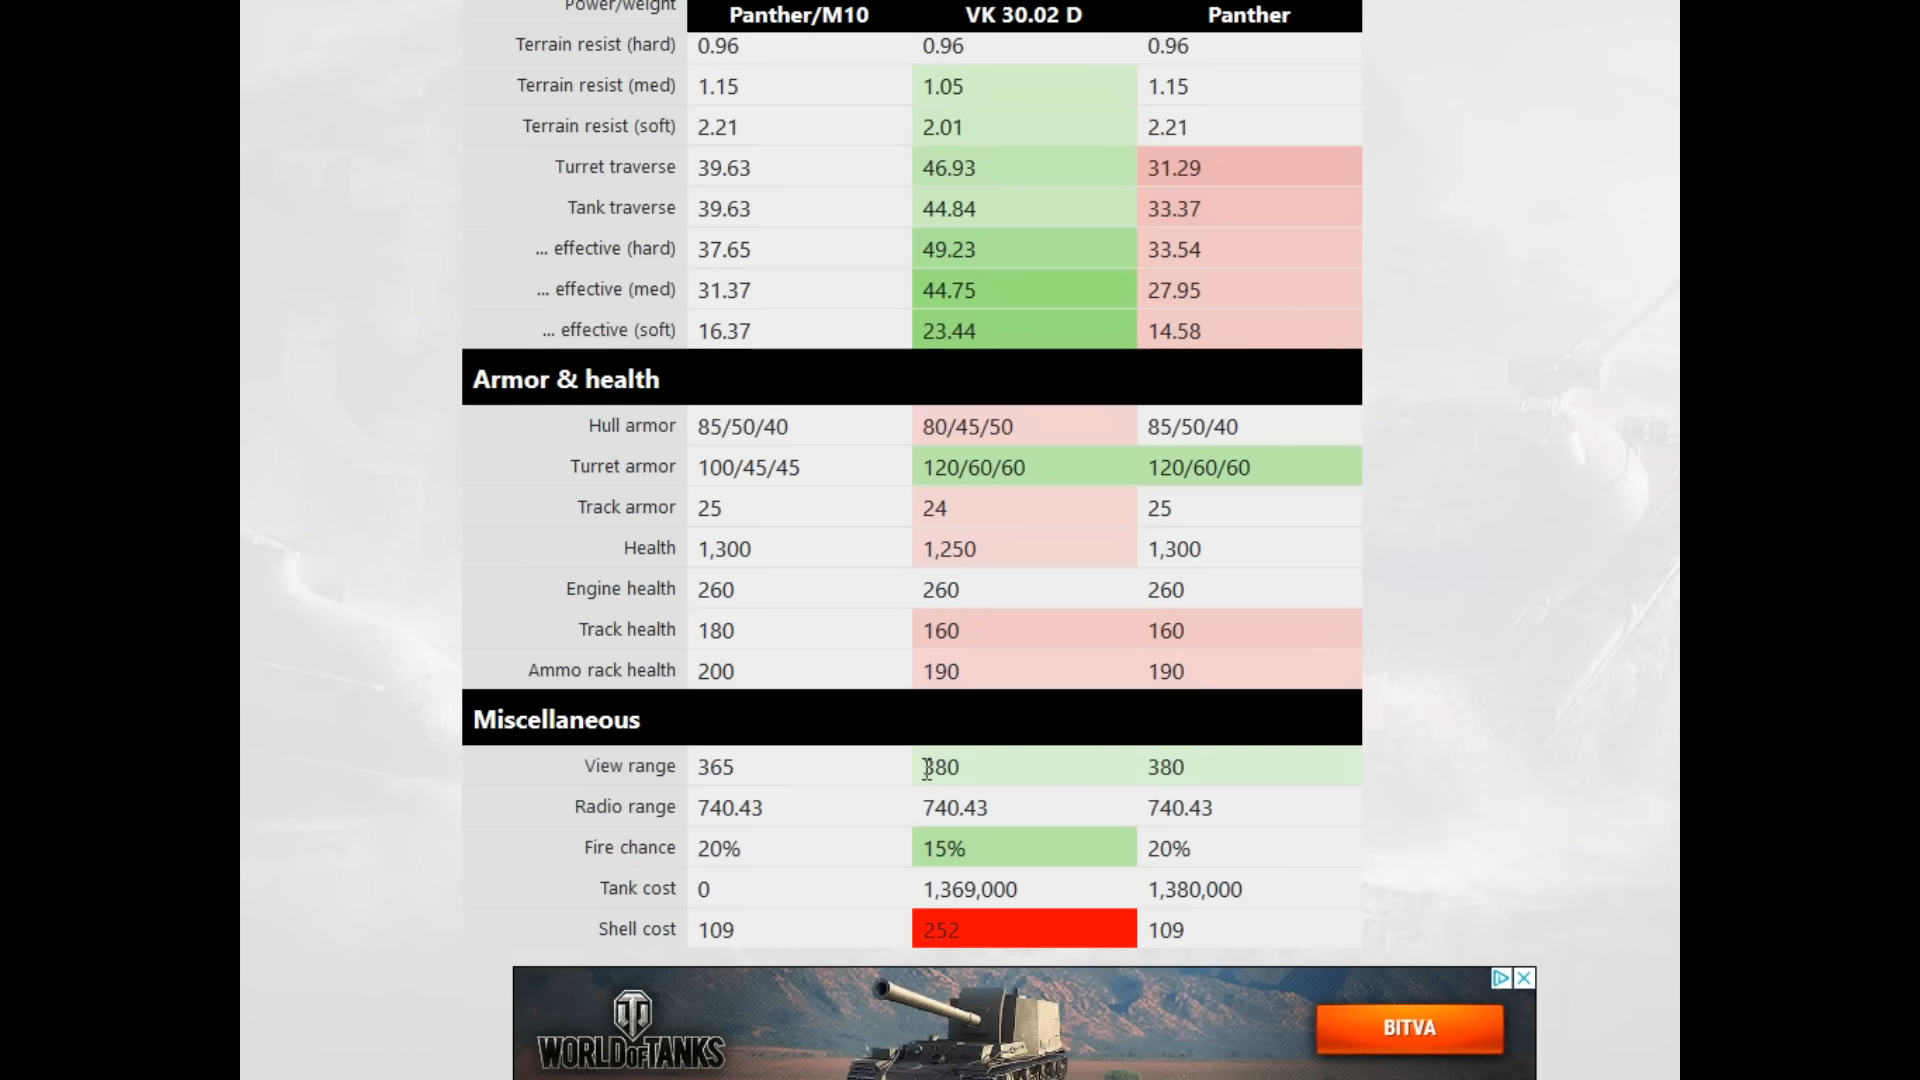 Power/weight
Panther/M10 VK 30.02 D Panther
Terrain resist (hard) 0.96 0.96 0.96
Terrain resist (med) 1.15 1.05 1.15
Terrain resist (soft) 2.21 2.01 2.21
Turret traverse 39.63 46.93 31.29
Tank traverse 39.63 44.84 33.37
... effective (hard) 37.65 49.23 33.54
... effective (med) 31.37 44.75 27.95
... effective (soft) 16.37 23.44 14.58
Armor & health
Hull armor 85/50/40 80/45/50 85/50/40
Turret armor 100/45/45 120/60/60 120/60/60
Track armor 25 24 25
Health 1,300 1,250 1,300
Engine health 260 260 260
Track health 180 160 160
Ammo rack health 200 190 190
Miscellaneous
View range 365 380 380
Radio range 740.43 740.43 740.43
Fire chance 20% 15% 20%
Tank cost 0 1,369,000 1,380,000
Shell cost 109 252 109
WORLD OF TANKS
BITVA